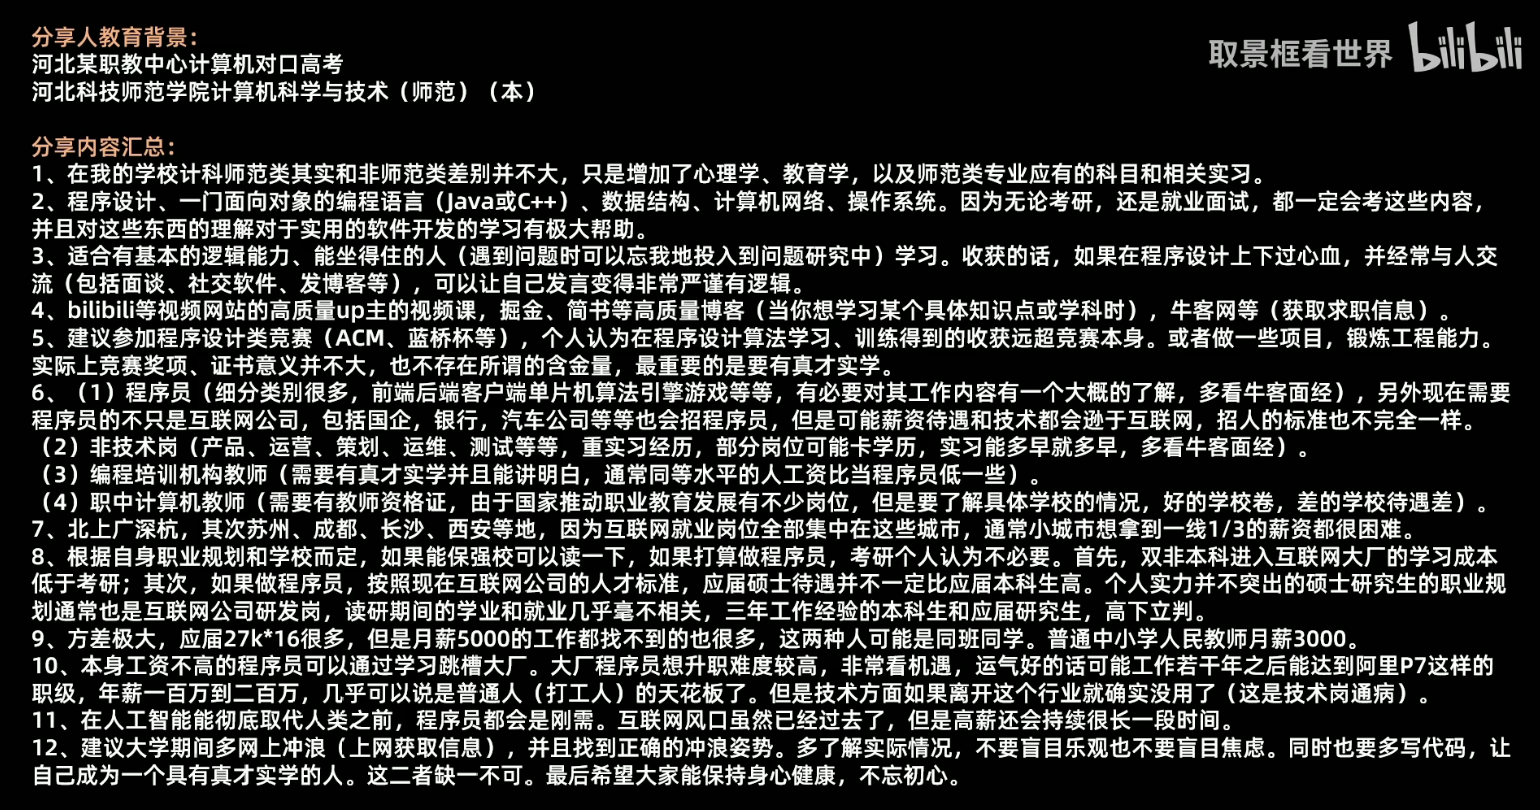 分享人教育背景：
取景框看世界 bilibili
河北某职教中心计算机对口高考
河北科技师范学院计算机科学与技术（师范）（本）
分享内容汇总：
1、在我的学校计科师范类其实和非师范类差别并不大，只是增加了心理学、教育学，以及师范类专业应有的科目和相关实习。
2、程序设计、一门面向对象的编程语言（Java或C++）、数据结构、计算机网络、操作系统。因为无论考研，还是就业面试，都一定会考这些内容，
并且对这些东西的理解对于实用的软件开发的学习有极大帮助。
3、适合有基本的逻辑能力、能坐得住的人（遇到问题时可以忘我地投入到问题研究中）学习。收获的话，如果在程序设计上下过心血，并经常与人交
流（包括面谈、社交软件、发博客等），可以让自己发言变得非常严谨有逻辑。
4、bilibili等视频网站的高质量up主的视频课，掘金、简书等高质量博客（当你想学习某个具体知识点或学科时），牛客网等（获取求职信息）。
5、建议参加程序设计类竞赛（ACM、蓝桥杯等），个人认为在程序设计算法学习、训练得到的收获远超竞赛本身。或者做一些项目，锻炼工程能力。
实际上竞赛奖项、证书意义并不大，也不存在所谓的含金量，最重要的是要有真才实学。
6、（1）程序员（细分类别很多，前端后端客户端单片机算法引擎游戏等等，有必要对其工作内容有一个大概的了解，多看牛客面经），另外现在需要
程序员的不只是互联网公司，包括国企，银行，汽车公司等等也会招程序员，但是可能薪资待遇和技术都会逊于互联网，招人的标准也不完全一样。
（2）非技术岗（产品、运营、策划、运维、测试等等，重实习经历，部分岗位可能卡学历，实习能多早就多早，多看牛客面经）。
（3）编程培训机构教师（需要有真才实学并且能讲明白，通常同等水平的人工资比当程序员低一些）。
（4）职中计算机教师（需要有教师资格证，由于国家推动职业教育发展有不少岗位，但是要了解具体学校的情况，好的学校卷，差的学校待遇差）。
7、北上广深杭，其次苏州、成都、长沙、西安等地，因为互联网就业岗位全部集中在这些城市，通常小城市想拿到一线1/3的薪资都很困难。
8、根据自身职业规划和学校而定，如果能保强校可以读一下，如果打算做程序员，考研个人认为不必要。首先，双非本科进入互联网大厂的学习成本
低于考研；其次，如果做程序员，按照现在互联网公司的人才标准，应届硕士待遇并不一定比应届本科生高。个人实力并不突出的硕士研究生的职业规
划通常也是互联网公司研发岗，读研期间的学业和就业几乎毫不相关，三年工作经验的本科生和应届研究生，高下立判。
9、方差极大，应届27k*16很多，但是月薪5000的工作都找不到的也很多，这两种人可能是同班同学。普通中小学人民教师月薪3000。
10、本身工资不高的程序员可以通过学习跳槽大厂。大厂程序员想升职难度较高，非常看机遇，运气好的话可能工作若干年之后能达到阿里P7这样的
职级，年薪一百万到二百万，几乎可以说是普通人（打工人）的天花板了。但是技术方面如果离开这个行业就确实没用了（这是技术岗通病）。
11、在人工智能能彻底取代人类之前，程序员都会是刚需。互联网风口虽然已经过去了，但是高薪还会持续很长一段时间。
12、建议大学期间多网上冲浪（上网获取信息），并且找到正确的冲浪姿势。多了解实际情况，不要盲目乐观也不要盲目焦虑。同时也要多写代码，让
自己成为一个具有真才实学的人。这二者缺一不可。最后希望大家能保持身心健康，不忘初心。